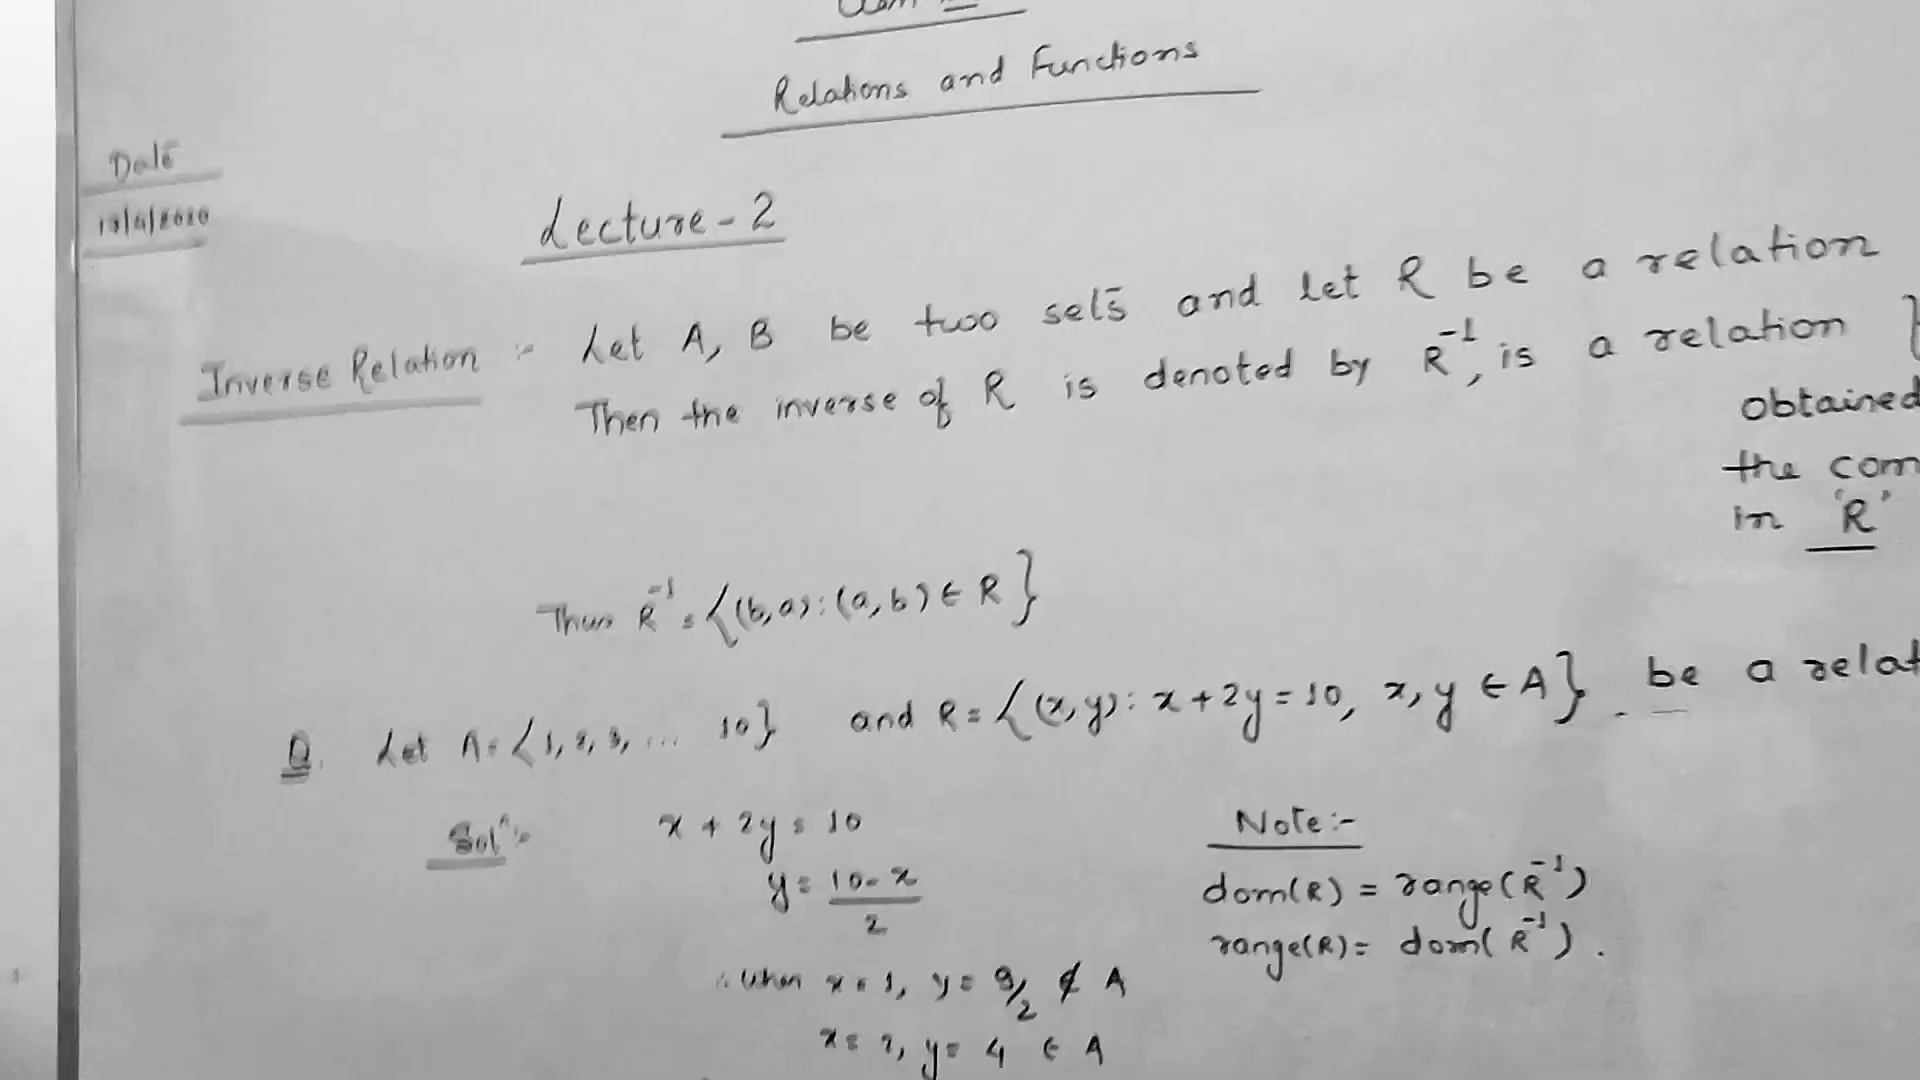 Relations and Functions
Date
Lecture - 2
Inverse Relation :- Let A, B be two sets and let R be a relation
Then the inverse of R is denoted by R⁻¹, is a relation
obtained
the com
in 'R'
Thus R⁻¹ = {(b,a):(a,b) ∈ R}
Q. Let A = {1, 2, 3, ... 10} and R = {(x,y): x+2y=10, x,y ∈ A} be a relat
Solⁿ:- x + 2y = 10
y = (10-x)/2
Note:-
dom(R) = range(R⁻¹)
range(R) = dom(R⁻¹).
∴ When x = 1, y = 9/2 ∉ A
x = 2, y = 4 ∈ A